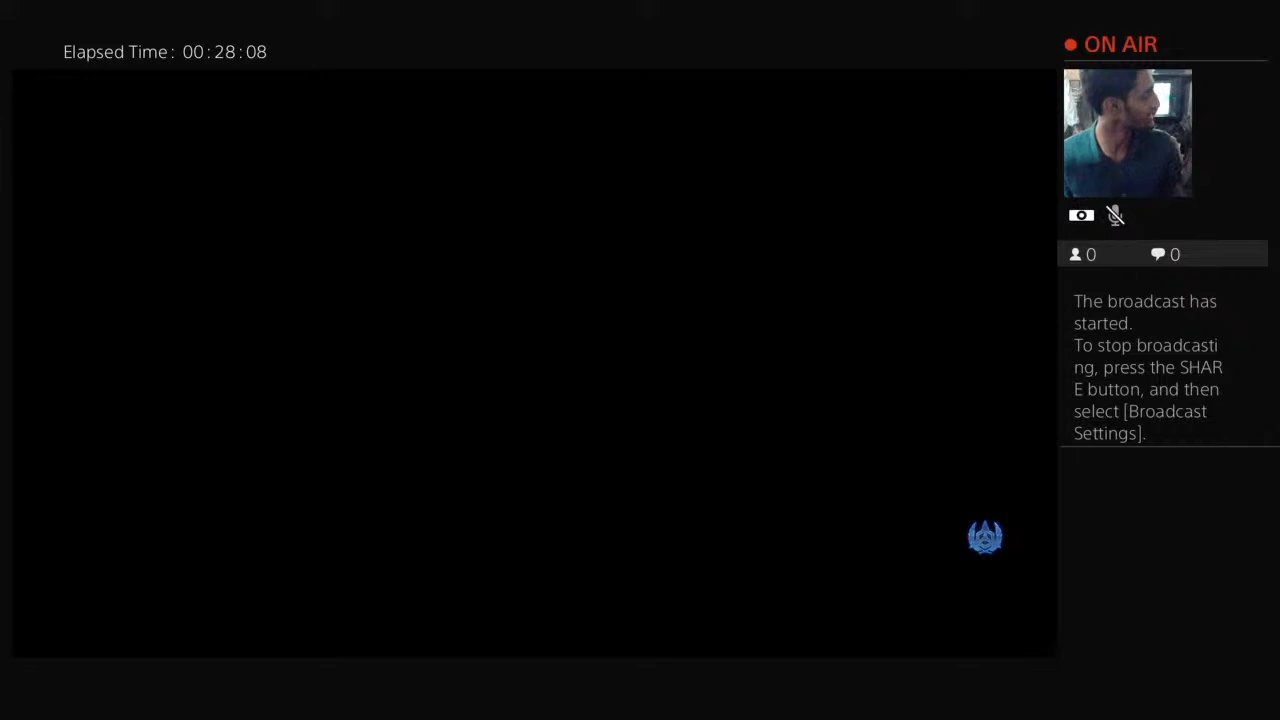 Elapsed Time: 00:28:08
ON AIR
0 0
The broadcast has
started.
To stop broadcasti
ng, press the SHAR
E button, and then
select [Broadcast
Settings].